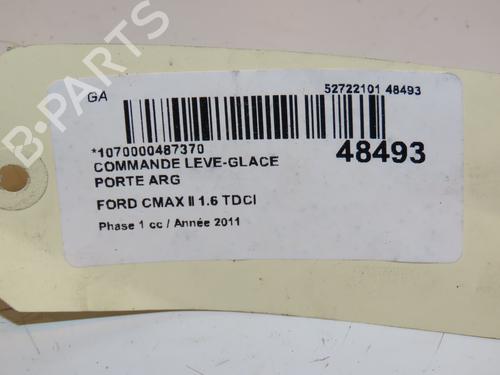 GA
52722101 48493
*1070000487370
COMMANDE LEVE-GLACE
PORTE ARG
48493
FORD CMAX II 1.6 TDCI
Phase 1 cc / Année 2011
B-PARTS